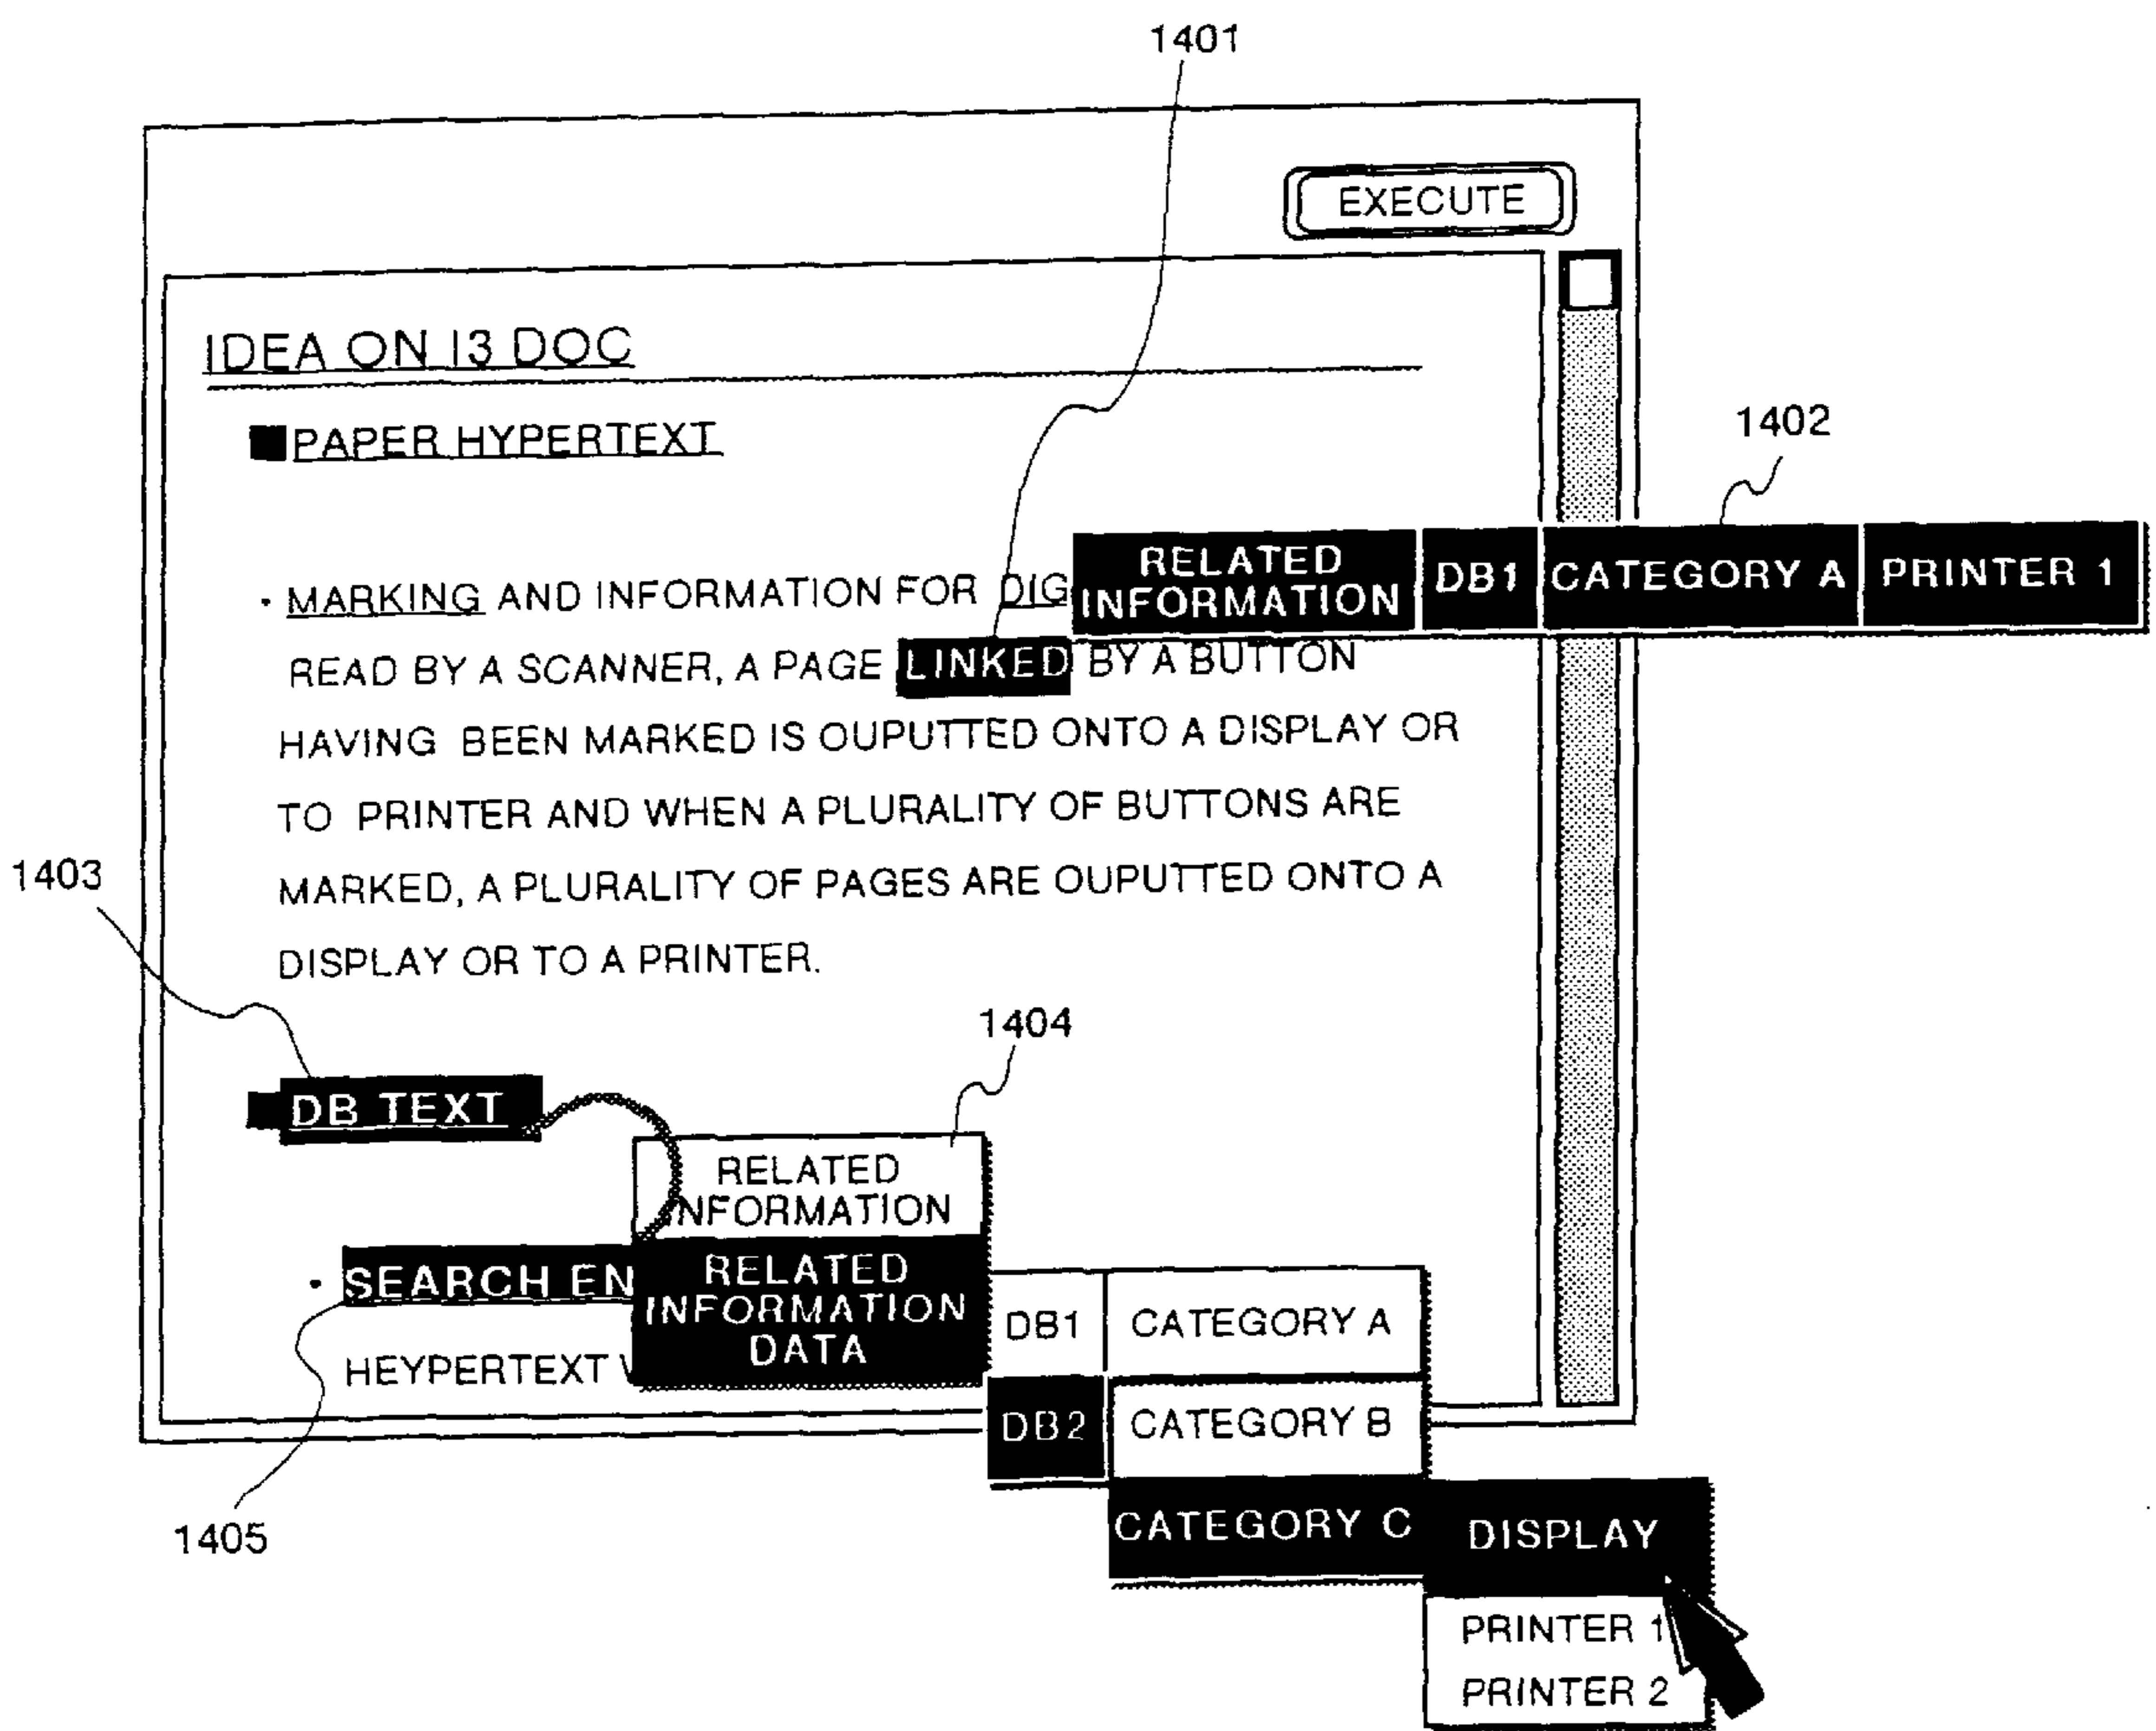 1401
EXECUTE
IDEA ON I3 DOC
PAPER HYPERTEXT
1402
RELATED INFORMATION DB1 CATEGORY A PRINTER 1
· MARKING AND INFORMATION FOR DIG
READ BY A SCANNER, A PAGE LINKED BY A BUTTON
HAVING BEEN MARKED IS OUPUTTED ONTO A DISPLAY OR
TO PRINTER AND WHEN A PLURALITY OF BUTTONS ARE
1403
MARKED, A PLURALITY OF PAGES ARE OUPUTTED ONTO A
DISPLAY OR TO A PRINTER.
1404
DB TEXT
RELATED
INFORMATION
· SEARCH EN
RELATED
INFORMATION
DATA
DB1 CATEGORY A
HEYPERTEXT
DB2 CATEGORY B
1405
CATEGORY C DISPLAY
PRINTER 1
PRINTER 2